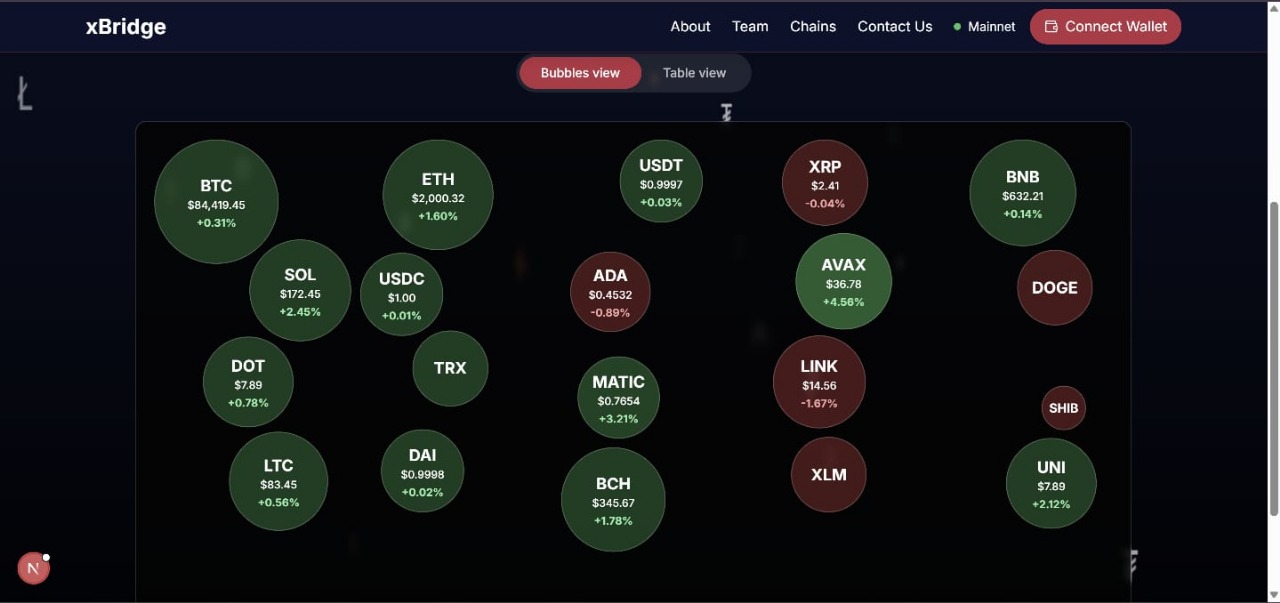 xBridge
About
Team
Chains
Contact Us
Mainnet
Connect Wallet
Bubbles view
Table view
BTC
$84,419.45
+0.31%
ETH
$2,000.32
+1.60%
USDT
$0.9997
+0.03%
XRP
$2.41
-0.04%
BNB
$632.21
+0.14%
SOL
$172.45
+2.45%
USDC
$1.00
+0.01%
ADA
$0.4532
-0.89%
AVAX
$36.78
+4.56%
DOGE
DOT
$7.89
+0.78%
TRX
MATIC
$0.7654
+3.21%
LINK
$14.56
-1.67%
SHIB
LTC
$83.45
+0.56%
DAI
$0.9998
+0.02%
BCH
$345.67
+1.78%
XLM
UNI
$7.89
+2.12%
N